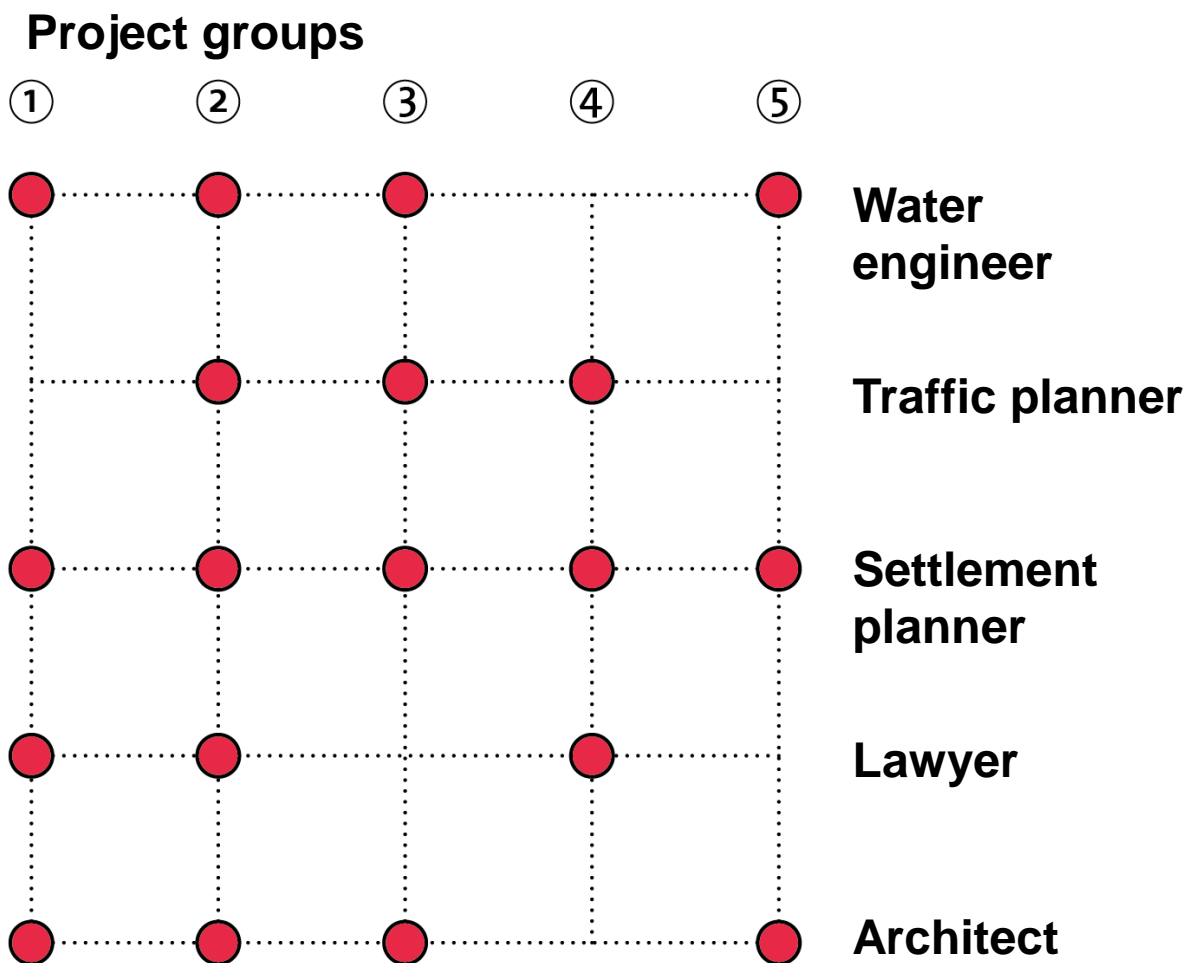 Project groups
① ② ③ ④ ⑤
Water
engineer
Traffic planner
Settlement
planner
Lawyer
Architect